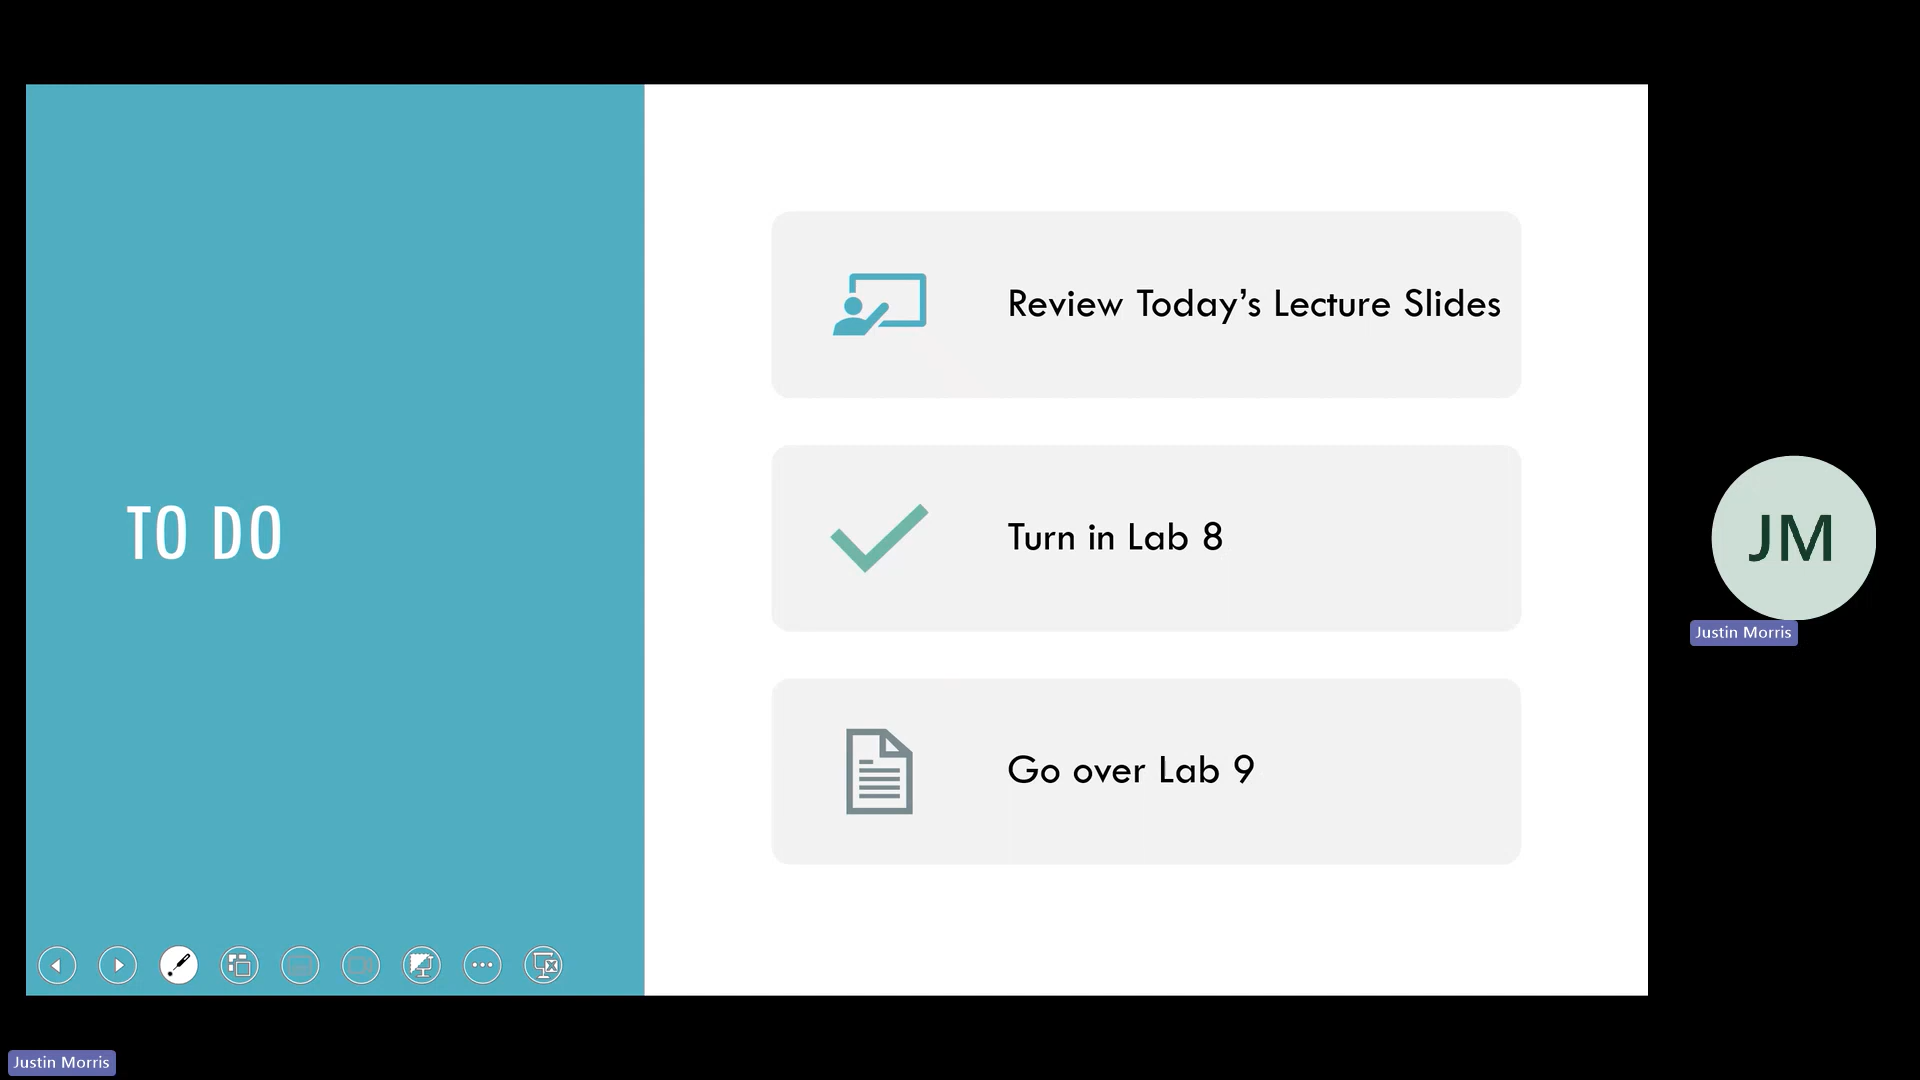 TO DO
Review Today’s Lecture Slides
Turn in Lab 8
Go over Lab 9
JM
Justin Morris
Justin Morris